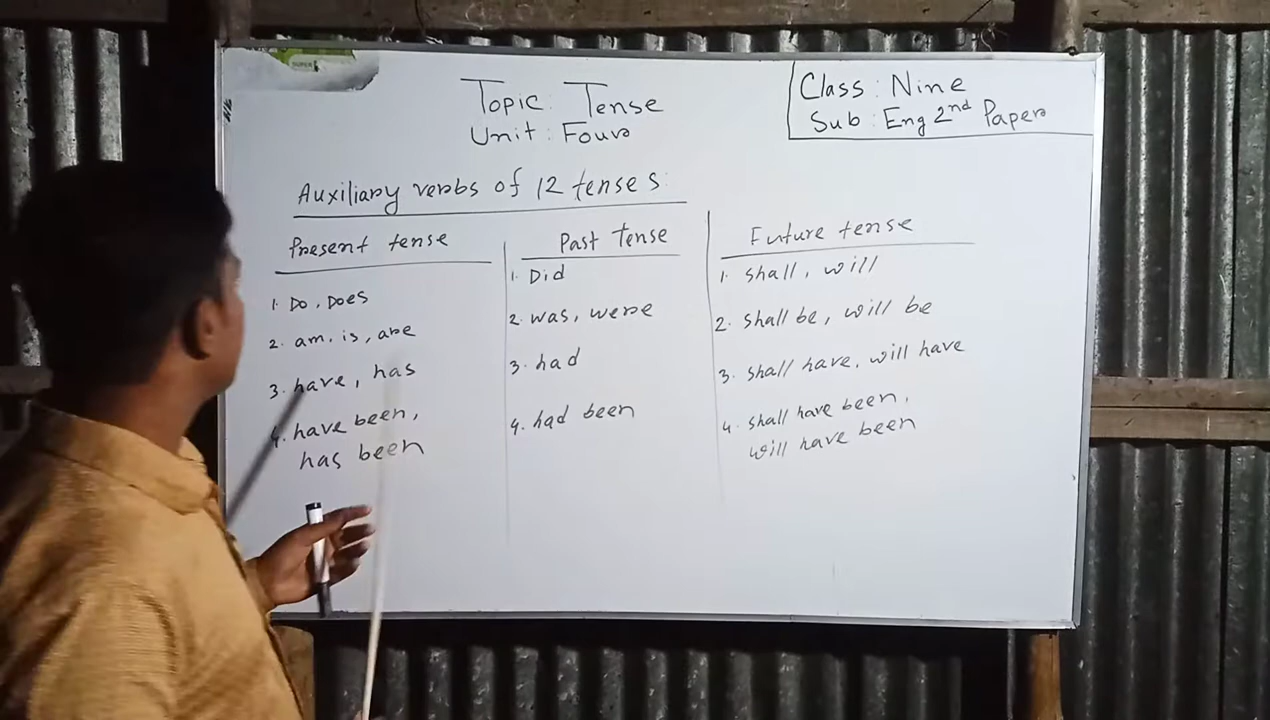 Topic: Tense
Unit: Four
Class: Nine
Sub: Eng 2nd Paper
Auxiliary verbs of 12 tenses:
Present tense
1. Do, Does
2. am, is, are
3. have, has
4. have been,
has been
Past Tense
1. Did
2. was, were
3. had
4. had been
Future tense
1. shall, will
2. shall be, will be
3. shall have, will have
4. shall have been,
will have been